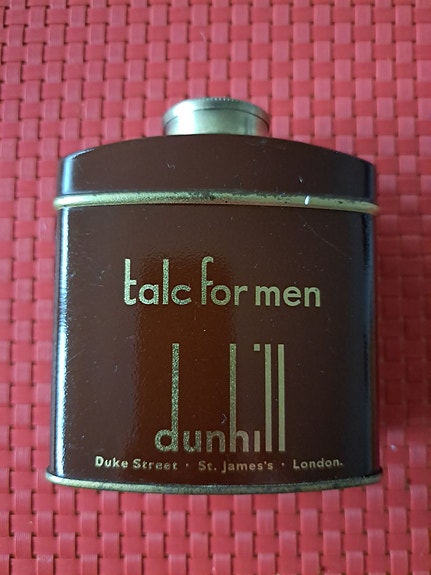 talc for men
dunhill
Duke Street · St. James's · London.